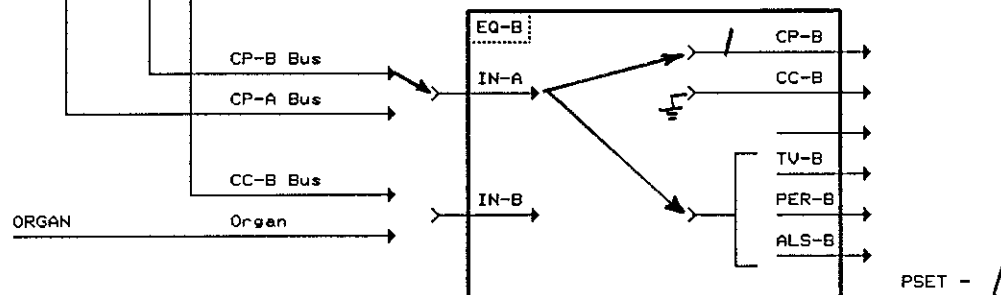 EQ-B
CP-B
CP-B Bus
IN-A
CC-B
CP-A Bus
TV-B
CC-B Bus
IN-B
PER-B
ORGAN
Organ
ALS-B
PSET - /